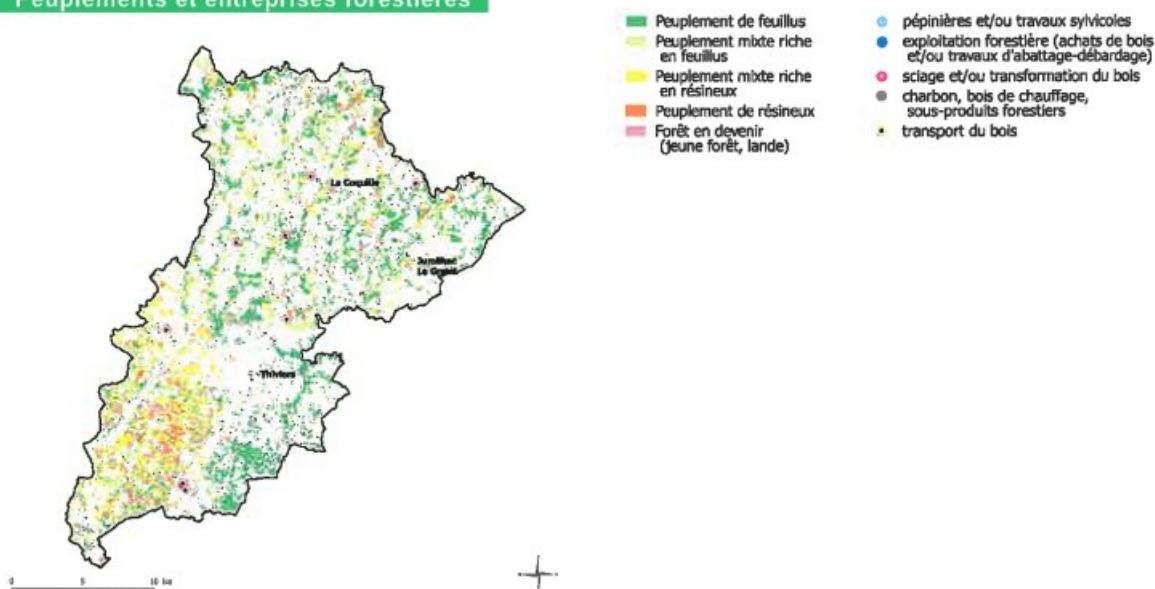 Peuplements et entreprises forestières
Peuplement de feuillus
Peuplement mixte riche
en feuillus
Peuplement mixte riche
en résineux
Peuplement de résineux
Forêt en devenir
(jeune forêt, lande)
pépinières et/ou travaux sylvicoles
exploitation forestière (achats de bois
et/ou travaux d'abattage-débardage)
sciage et/ou transformation du bois
charbon, bois de chauffage,
sous-produits forestiers
transport du bois
La Coquille
Jumilhac
Le Grand
Thiviers
0 5 10 km